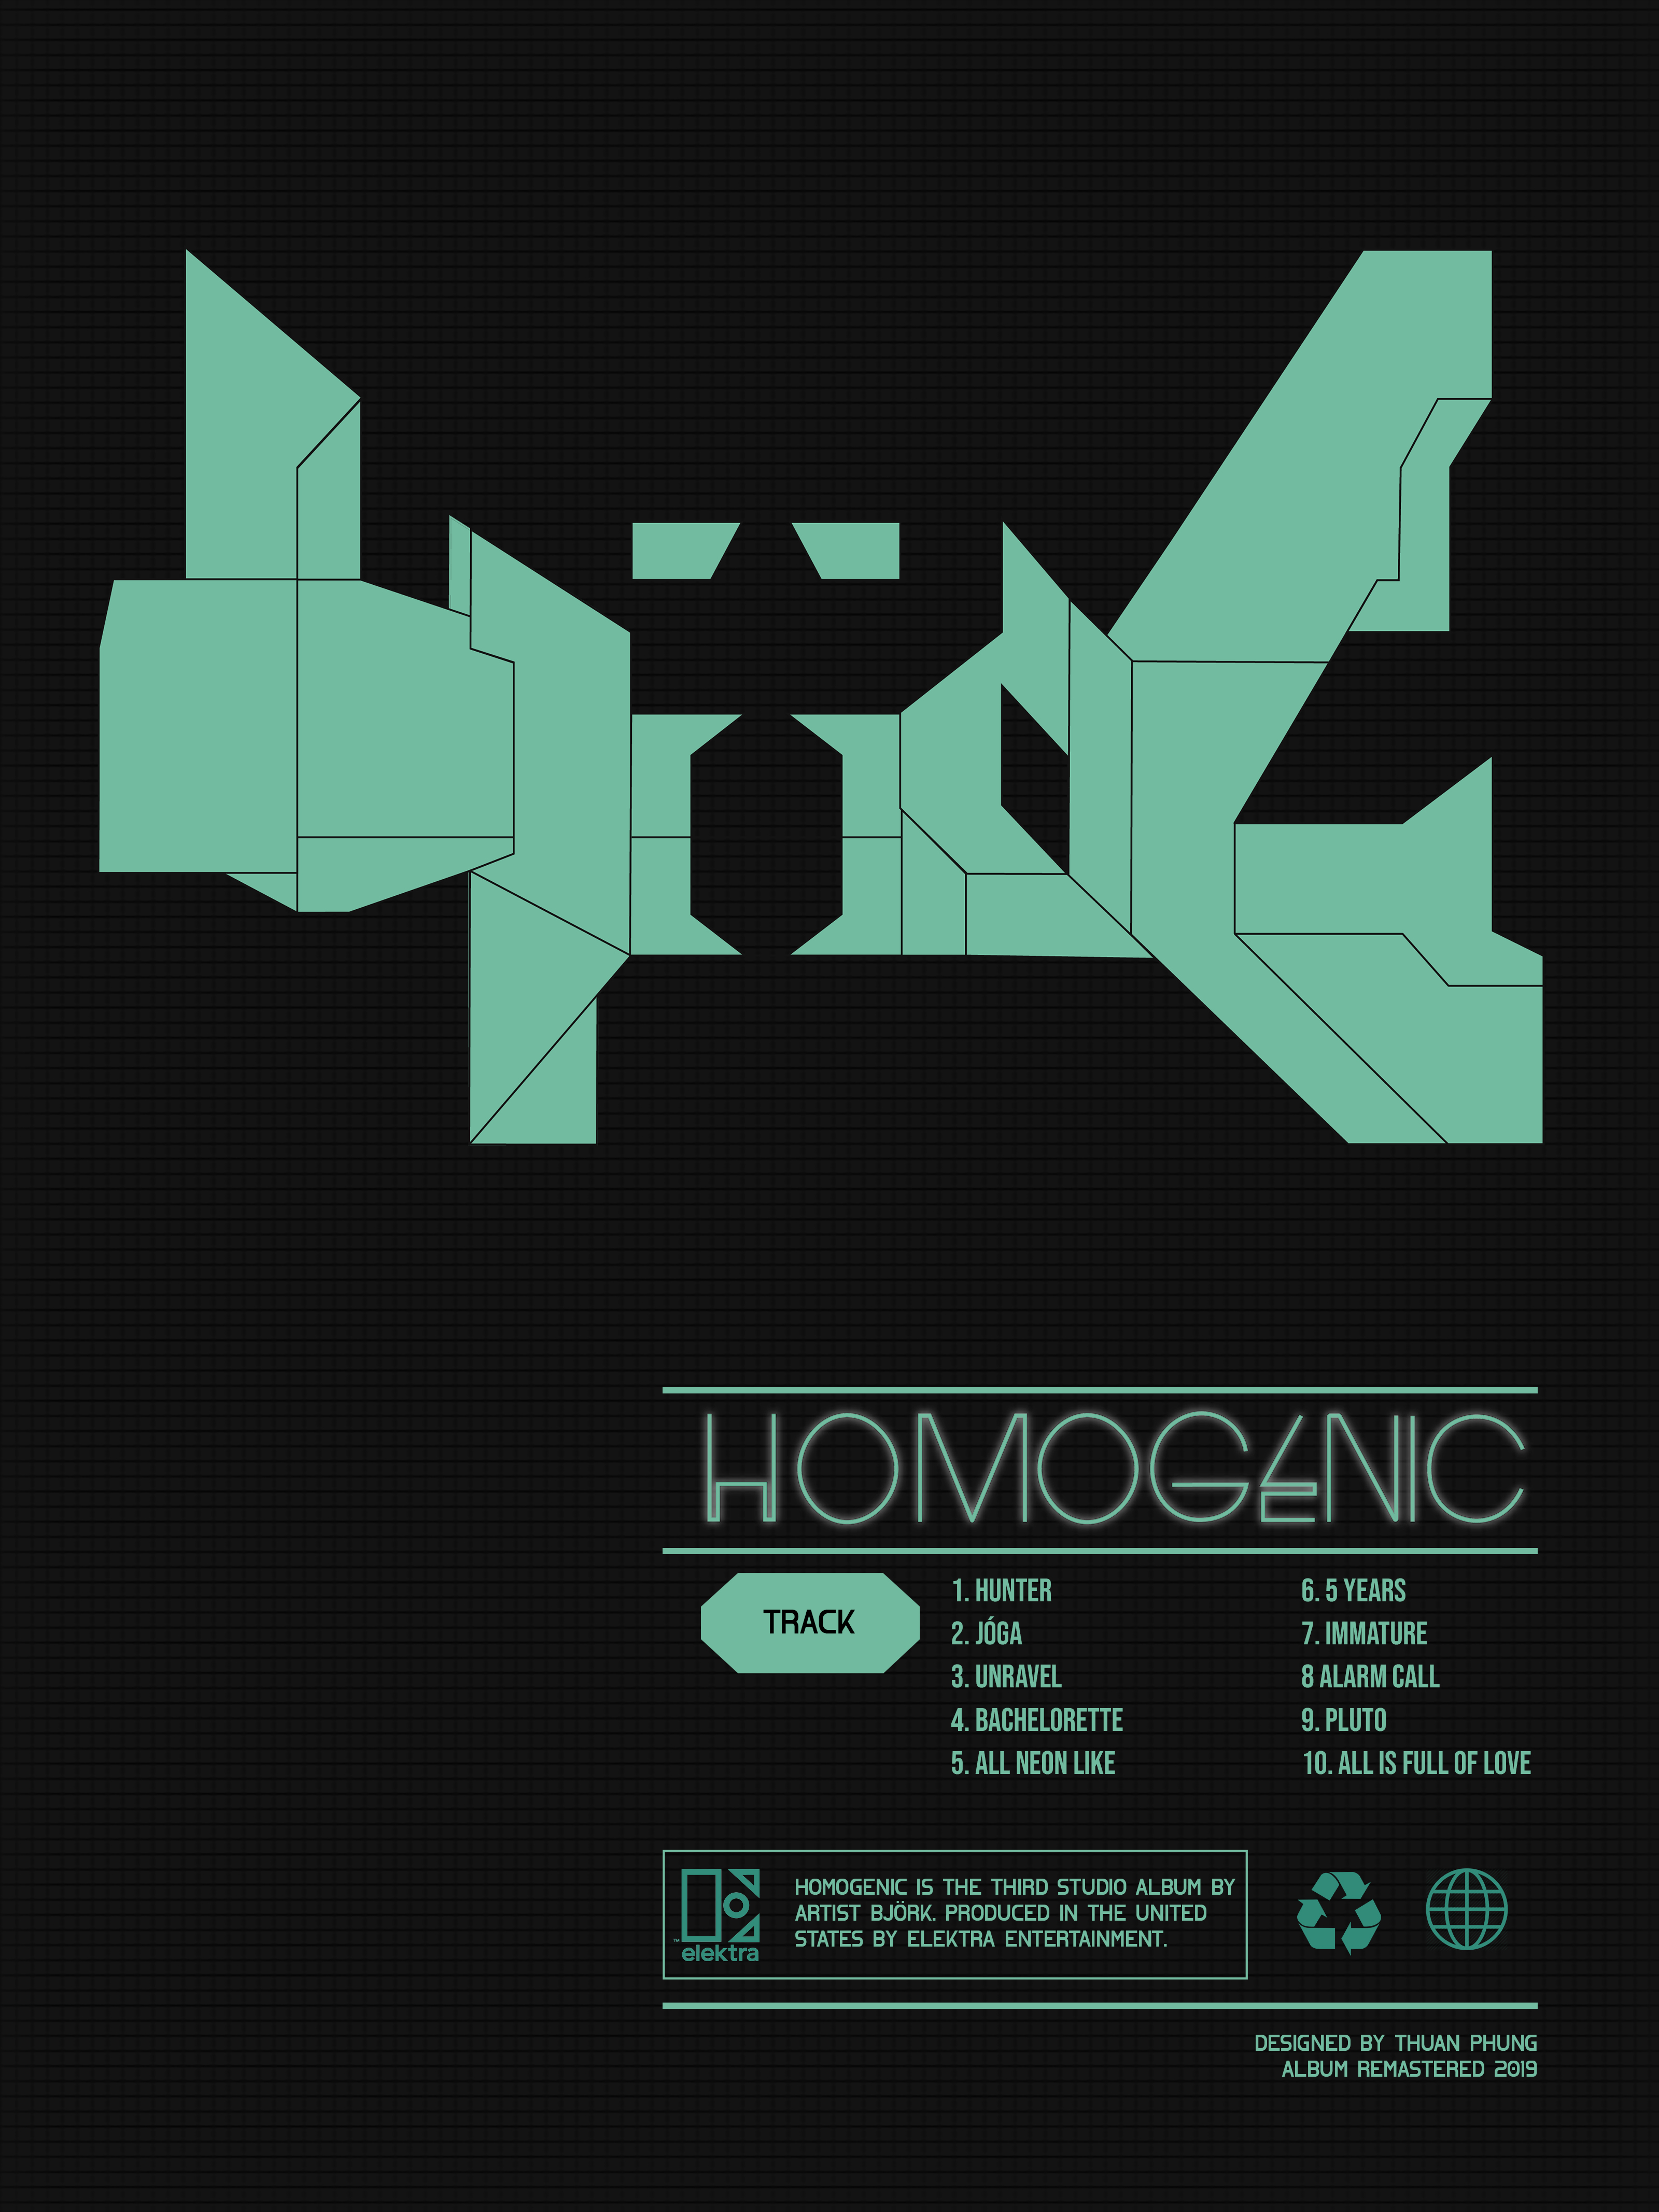 björk
HOMOGENIC
TRACK
1. HUNTER
2. JÓGA
3. UNRAVEL
4. BACHELORETTE
5. ALL NEON LIKE
6. 5 YEARS
7. IMMATURE
8 ALARM CALL
9. PLUTO
10. ALL IS FULL OF LOVE
TM
elektra
HOMOGENIC IS THE THIRD STUDIO ALBUM BY
ARTIST BJÖRK. PRODUCED IN THE UNITED
STATES BY ELEKTRA ENTERTAINMENT.
DESIGNED BY THUAN PHUNG
ALBUM REMASTERED 2019